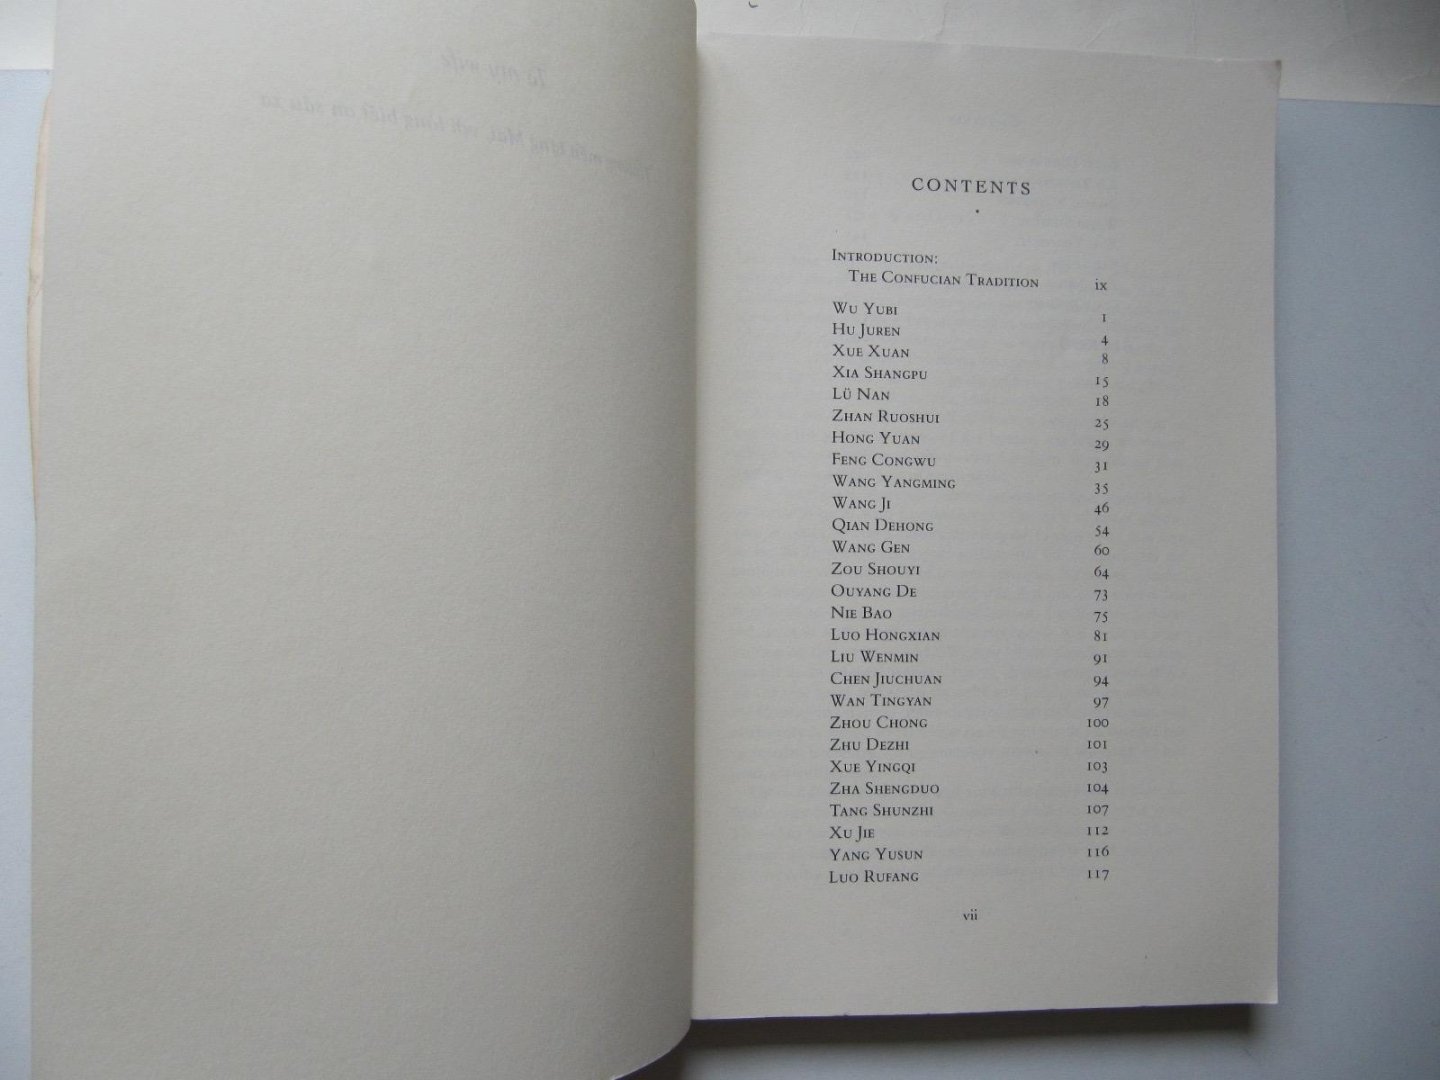 To my wife
CONTENTS
INTRODUCTION:
THE CONFUCIAN TRADITION ix
WU YUBI 1
HU JUREN 4
XUE XUAN 8
XIA SHANGPU 15
LÜ NAN 18
ZHAN RUOSHUI 25
HONG YUAN 29
FENG CONGWU 31
WANG YANGMING 35
WANG JI 46
QIAN DEHONG 54
WANG GEN 60
ZOU SHOUYI 64
OUYANG DE 73
NIE BAO 75
LUO HONGXIAN 81
LIU WENMIN 91
CHEN JIUCHUAN 94
WAN TINGYAN 97
ZHOU CHONG 100
ZHU DEZHI 101
XUE YINGQI 103
ZHA SHENGDUO 104
TANG SHUNZHI 107
XU JIE 112
YANG YUSUN 116
LUO RUFANG 117
vii